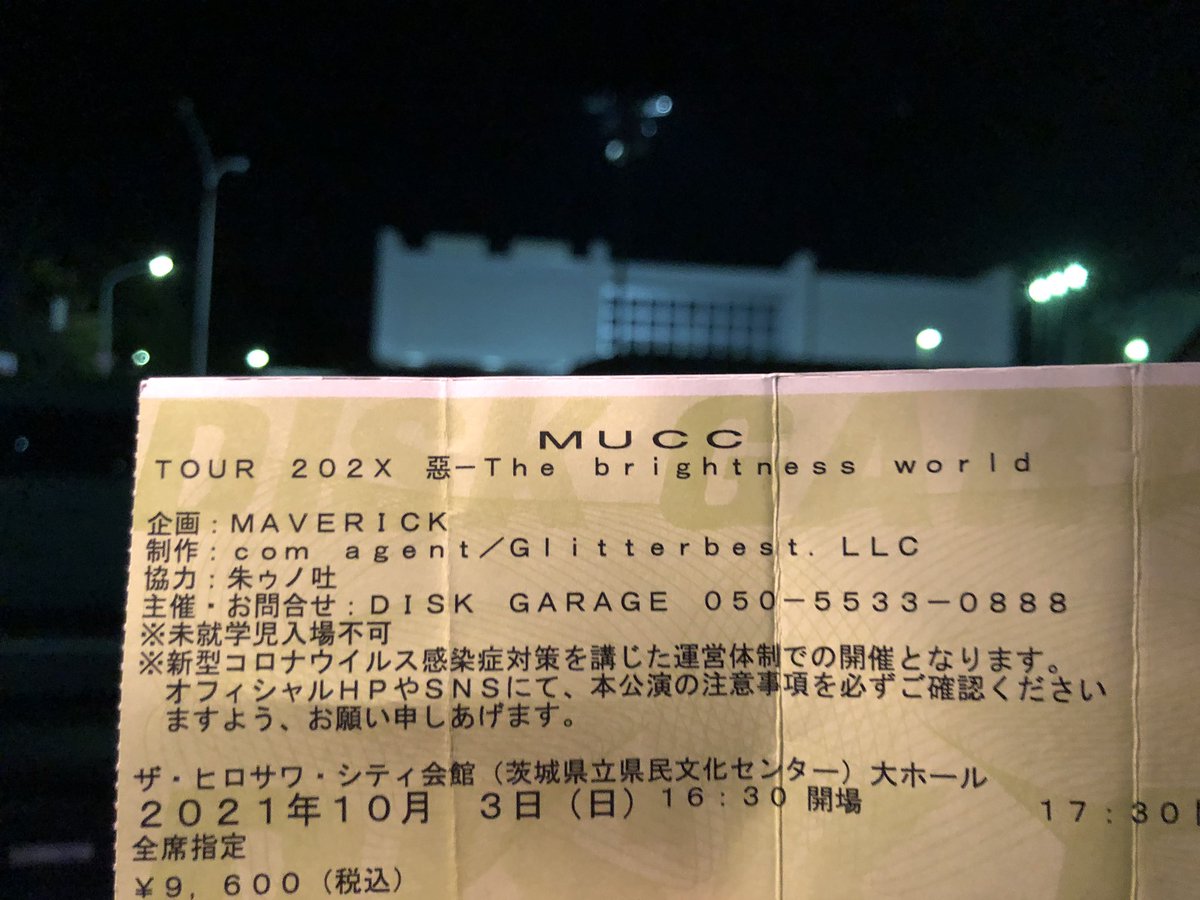 DISK GAR
ＭＵＣＣ
ＴＯＵＲ ２０２Ｘ 惡－Ｔｈｅ ｂｒｉｇｈｔｎｅｓｓ ｗｏｒｌｄ
企画：ＭＡＶＥＲＩＣＫ
制作：ｃｏｍ ａｇｅｎｔ／Ｇｌｉｔｔｅｒｂｅｓｔ．ＬＬＣ
協力：朱ゥノ吐
主催・お問合せ：ＤＩＳＫ ＧＡＲＡＧＥ ０５０－５５３３－０８８８
※未就学児入場不可
※新型コロナウイルス感染症対策を講じた運営体制での開催となります。
オフィシャルＨＰやＳＮＳにて、本公演の注意事項を必ずご確認ください
ますよう、お願い申しあげます。
ザ・ヒロサワ・シティ会館（茨城県立県民文化センター）大ホール
２０２１年１０月 ３日（日）１６：３０ 開場 １７：３０
全席指定
￥９，６００（税込）